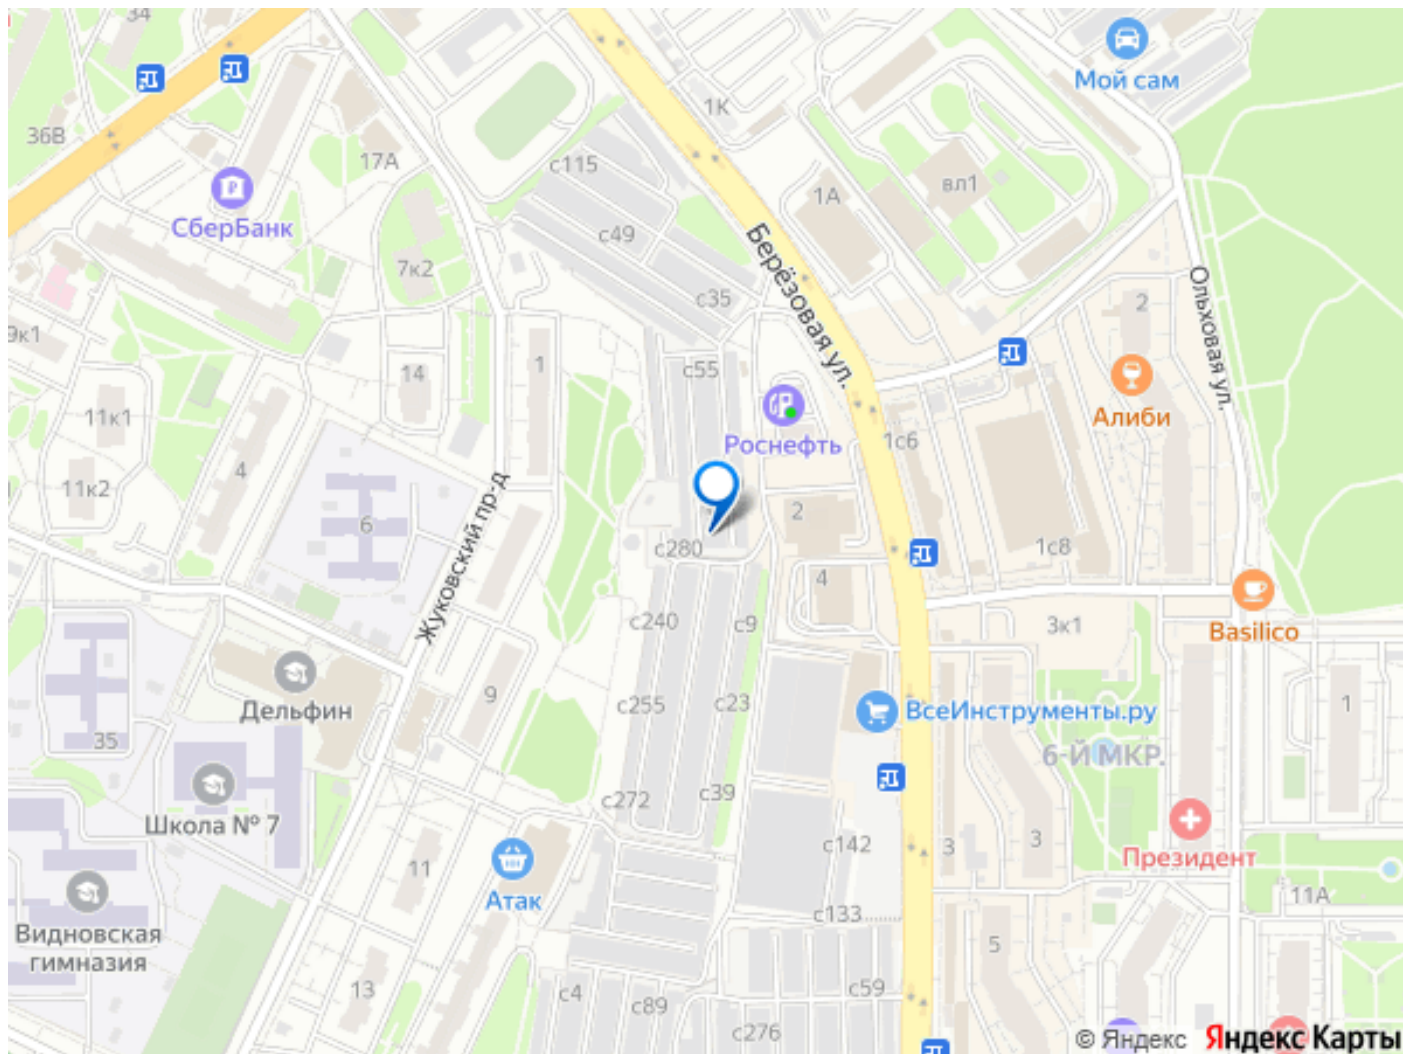 34
Мой сам
36В
17А
1К
с115
СберБанк
1А
вл1
с49
Берёзовая ул.
7к2
с35
Ольховая ул.
2
9к1
14
1
с55
11к1
Алиби
Роснефть
1с6
4
11к2
Жуковский пр-д
6
2
с280
1с8
4
с240
с9
3к1
Basilico
Дельфин
9
с255
с23
ВсеИнструменты.ру
1
35
6-Й МКР.
с272
с39
Школа № 7
11
с142
3
3
Президент
Атак
11А
с133
Видновская
гимназия
5
13
с4
с89
с59
с276
© Яндекс Яндекс Карты